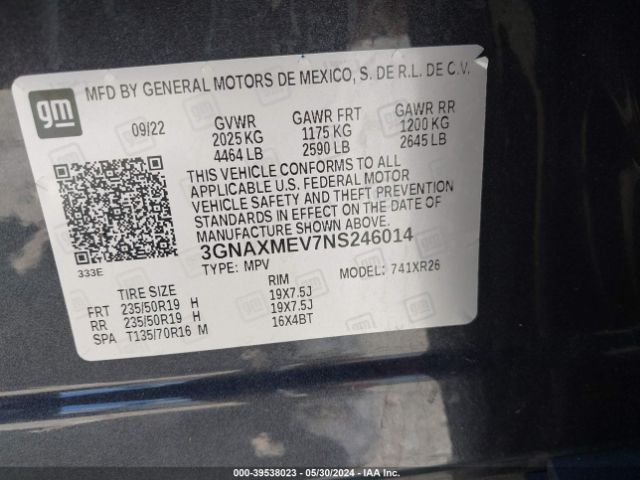 gm
MFD BY GENERAL MOTORS DE MEXICO, S. DE R.L. DE C.V.
09/22 GVWR GAWR FRT GAWR RR
2025 KG 1175 KG 1200 KG
4464 LB 2590 LB 2645 LB
THIS VEHICLE CONFORMS TO ALL
APPLICABLE U.S. FEDERAL MOTOR
VEHICLE SAFETY AND THEFT PREVENTION
STANDARDS IN EFFECT ON THE DATE OF
MANUFACTURE SHOWN ABOVE.
3GNAXMEV7NS246014
333E TYPE: MPV MODEL: 741XR26
TIRE SIZE RIM
FRT 235/50R19 H 19X7.5J
RR 235/50R19 H 19X7.5J
SPA T135/70R16 M 16X4BT
000-39538023 - 05/30/2024 - IAA Inc.